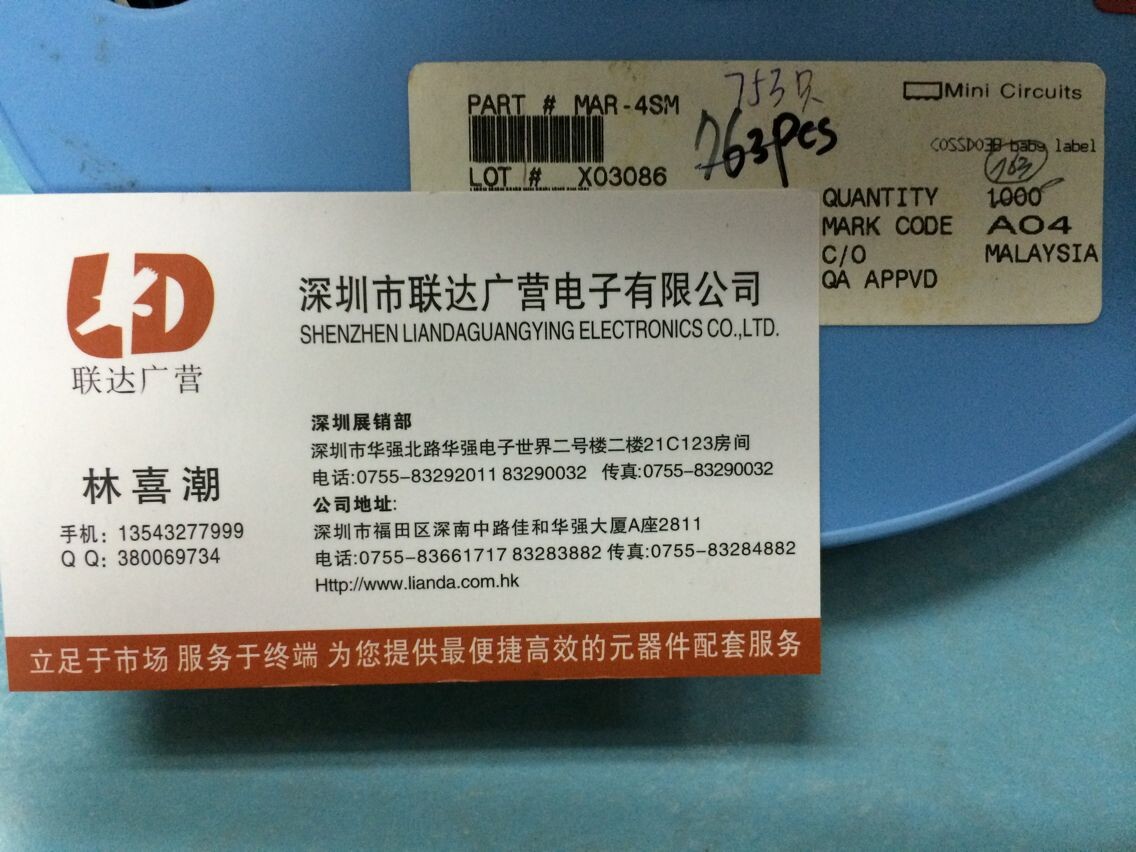 753只
PART # MAR-4SM
763pcs
Mini Circuits
label
LOT # X03086
763
QUANTITY 1000
MARK CODE A04
C/O MALAYSIA
QA APPVD
LD
联达广营
深圳市联达广营电子有限公司
SHENZHEN LIANDAGUANGYING ELECTRONICS CO.,LTD.
林喜潮
手机：13543277999
Q Q：380069734
深圳展销部
深圳市华强北路华强电子世界二号楼二楼21C123房间
电话:0755-83292011 83290032 传真:0755-83290032
公司地址:
深圳市福田区深南中路佳和华强大厦A座2811
电话:0755-83661717 83283882 传真:0755-83284882
Http://www.lianda.com.hk
立足于市场 服务于终端 为您提供最便捷高效的元器件配套服务